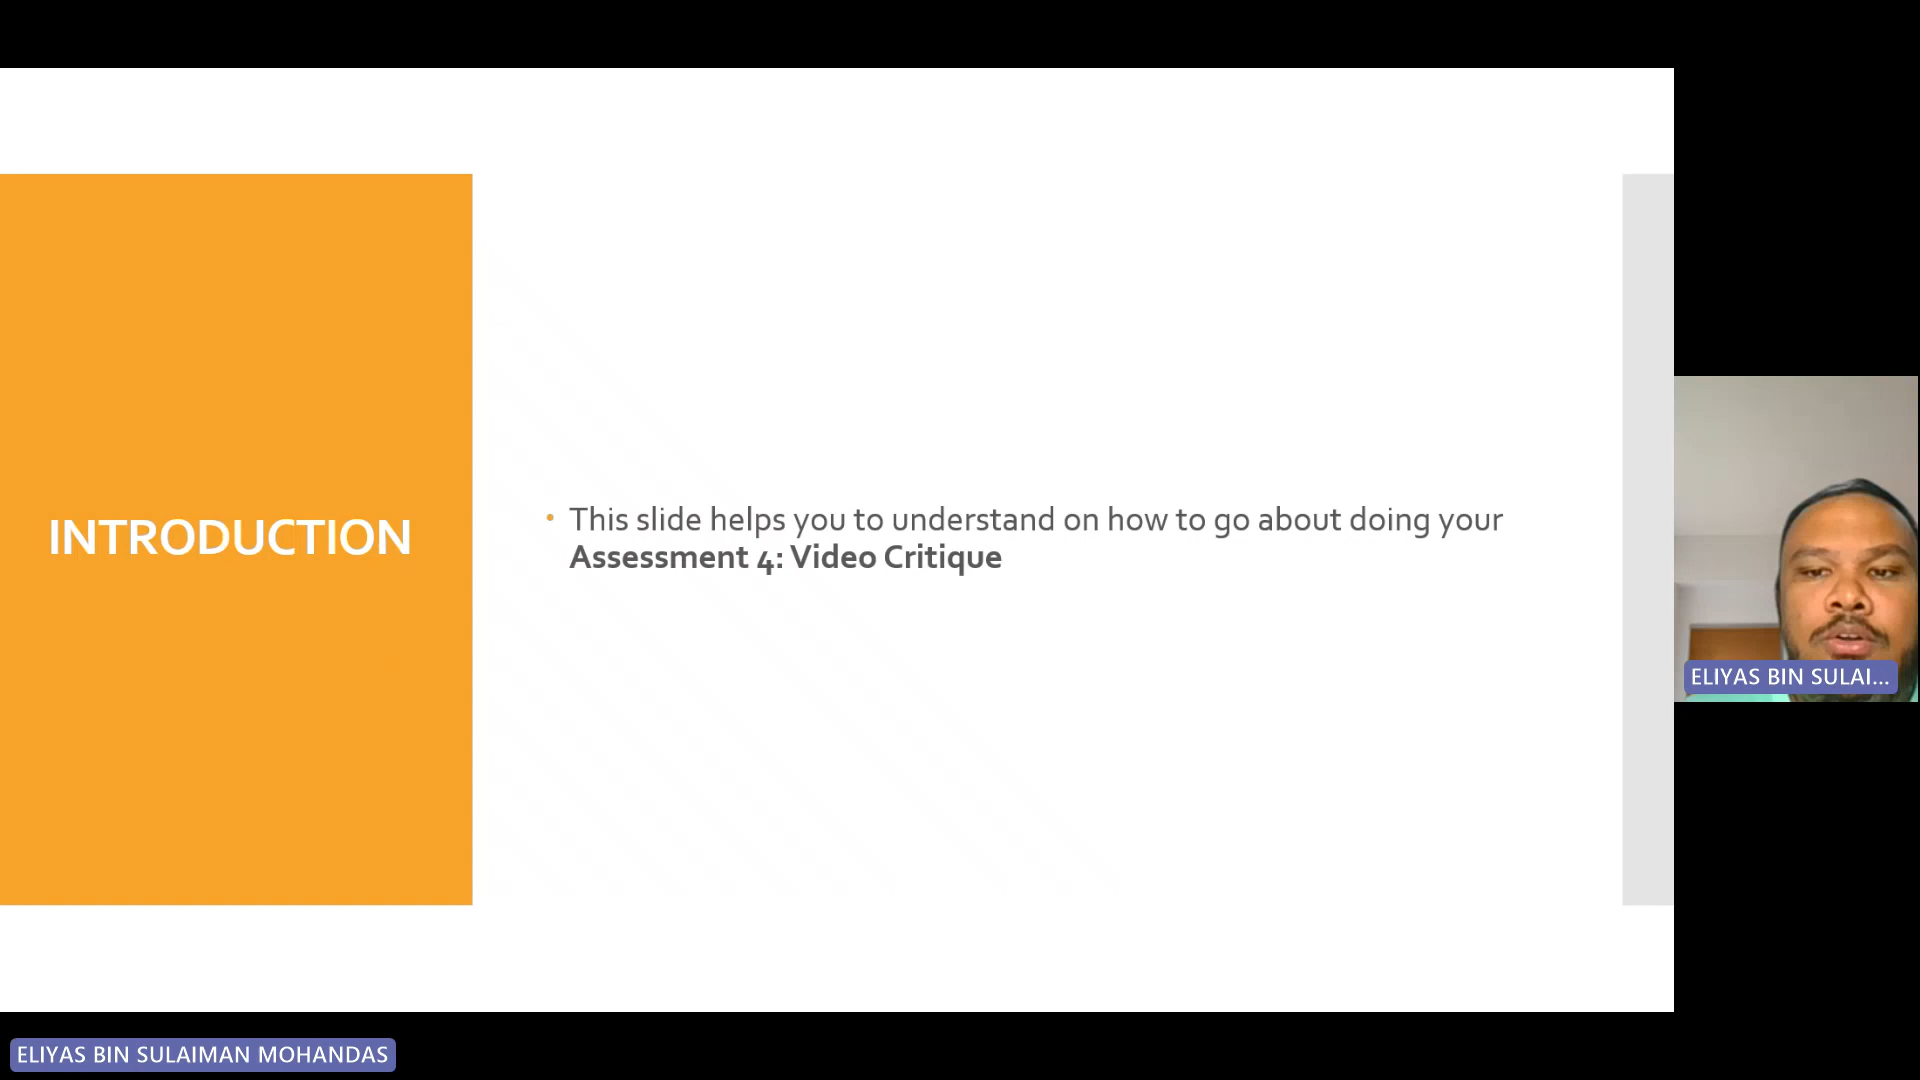 INTRODUCTION
• This slide helps you to understand on how to go about doing your
Assessment 4: Video Critique
ELIYAS BIN SULAI...
ELIYAS BIN SULAIMAN MOHANDAS